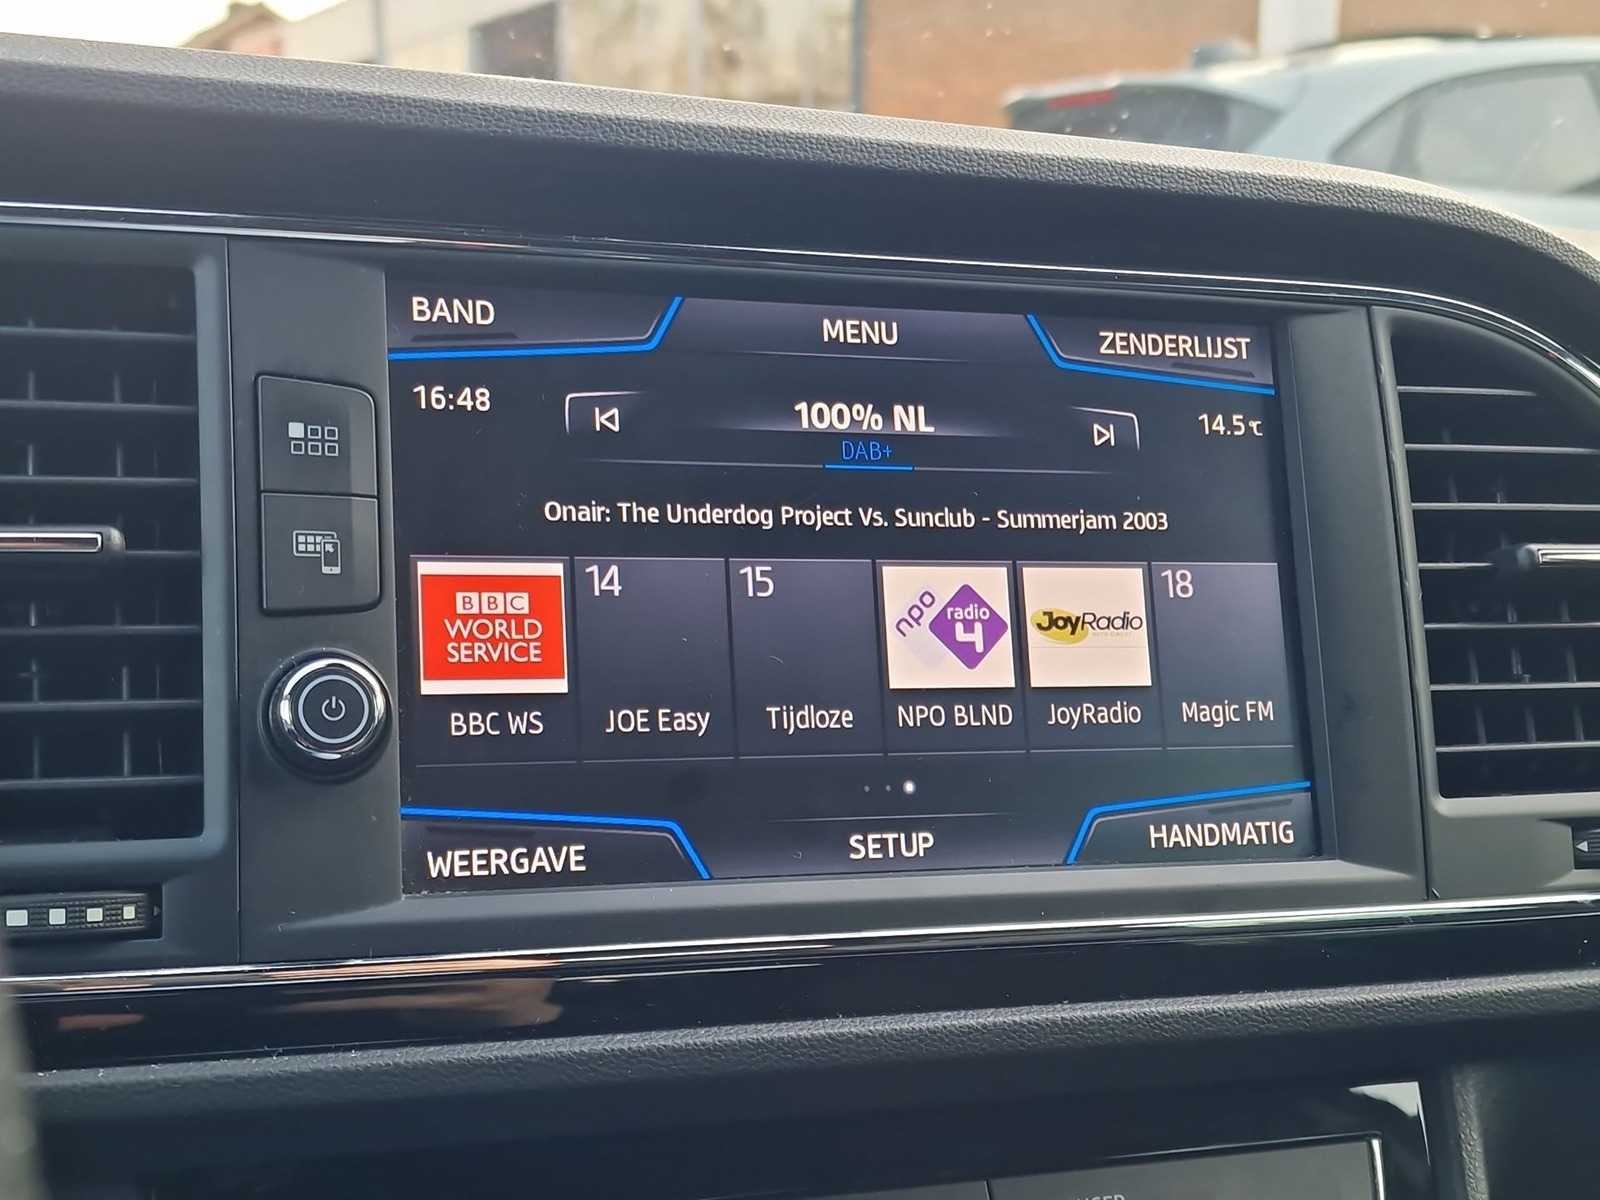 BAND
MENU
ZENDERLIJST
16:48
100% NL
14.5°C
DAB+
Onair: The Underdog Project Vs. Sunclub - Summerjam 2003
BBC
WORLD
SERVICE
14
15
npo
radio
4
JoyRadio
18
BBC WS
JOE Easy
Tijdloze
NPO BLND
JoyRadio
Magic FM
WEERGAVE
SETUP
HANDMATIG